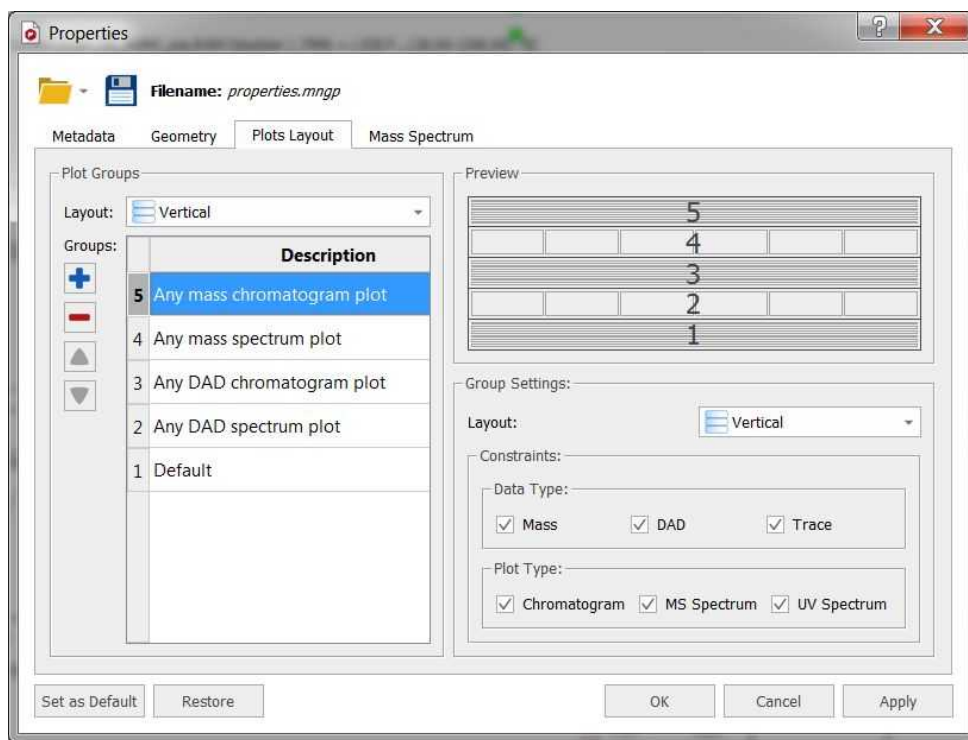 Properties
?
X
Filename: properties.mngp
Metadata Geometry Plots Layout Mass Spectrum
Plot Groups
Layout: Vertical
Groups:
Description
5 Any mass chromatogram plot
4 Any mass spectrum plot
3 Any DAD chromatogram plot
2 Any DAD spectrum plot
1 Default
Preview
5
4
3
2
1
Group Settings:
Layout: Vertical
Constraints:
Data Type:
Mass DAD Trace
Plot Type:
Chromatogram MS Spectrum UV Spectrum
Set as Default Restore OK Cancel Apply